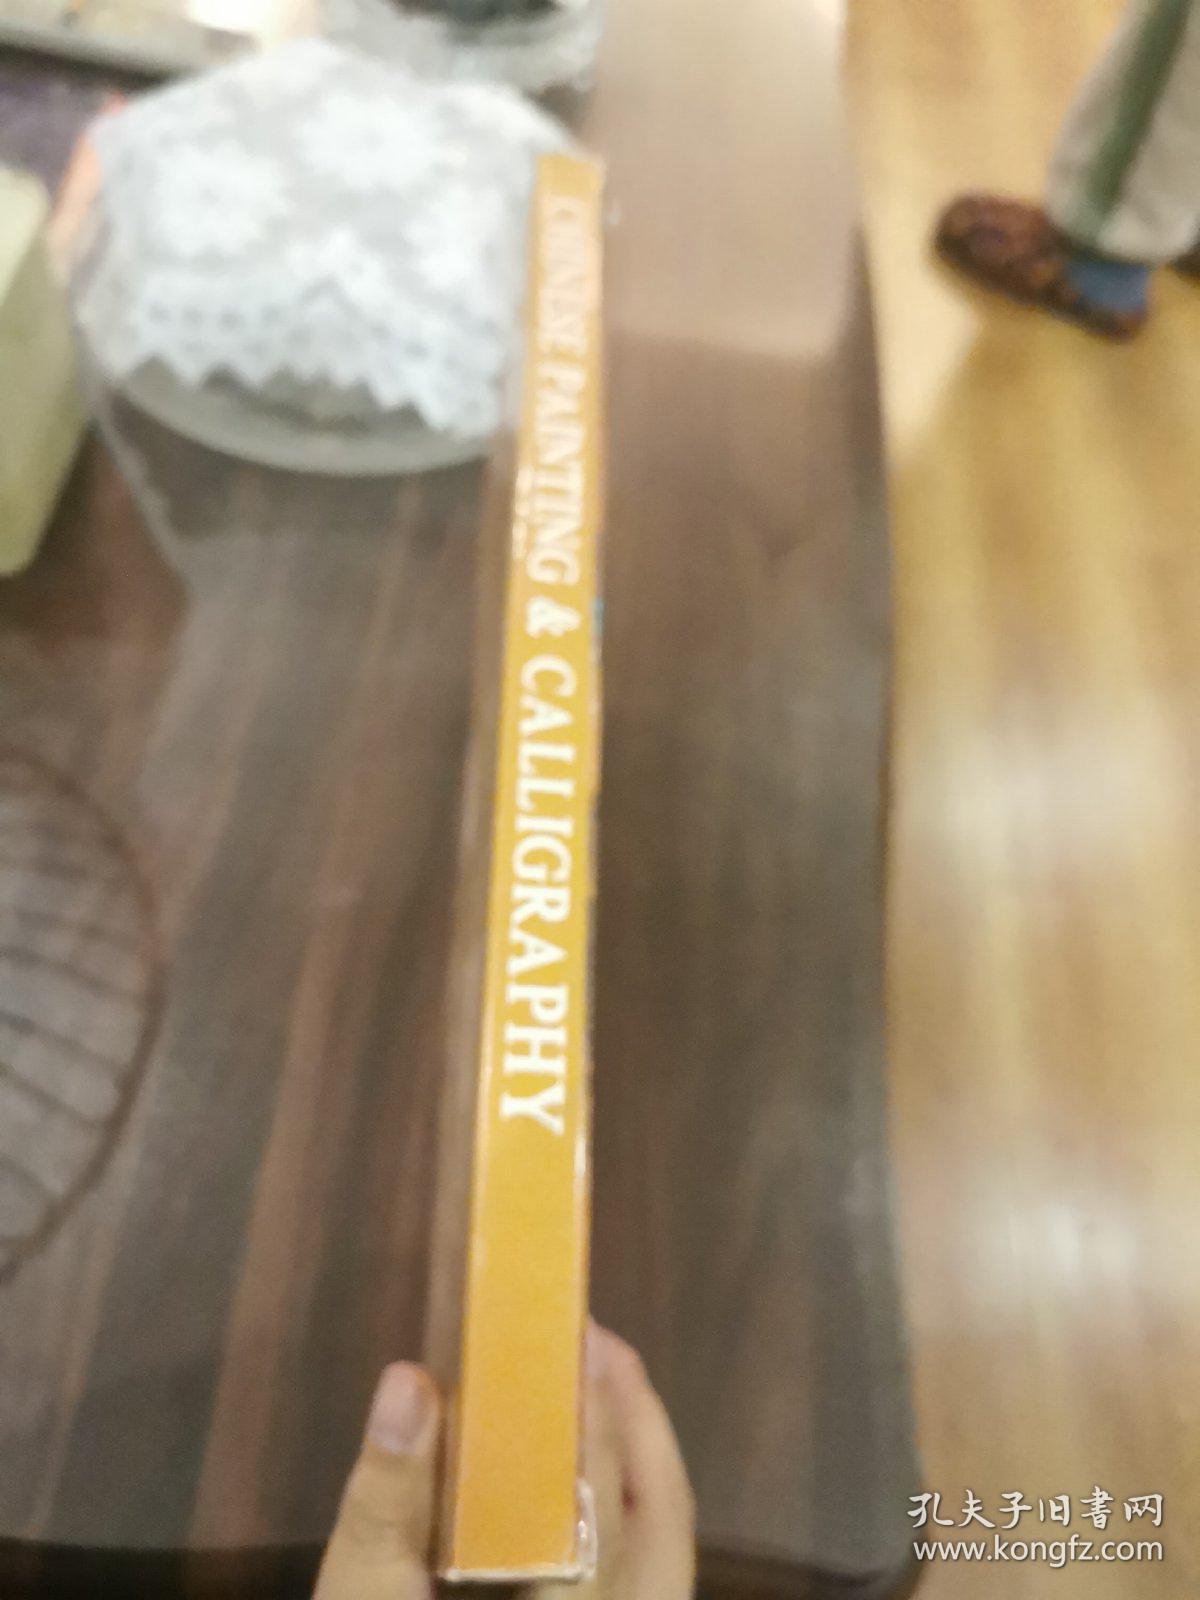 CHINESE PAINTING & CALLIGRAPHY
孔夫子旧书网
www.kongfz.com